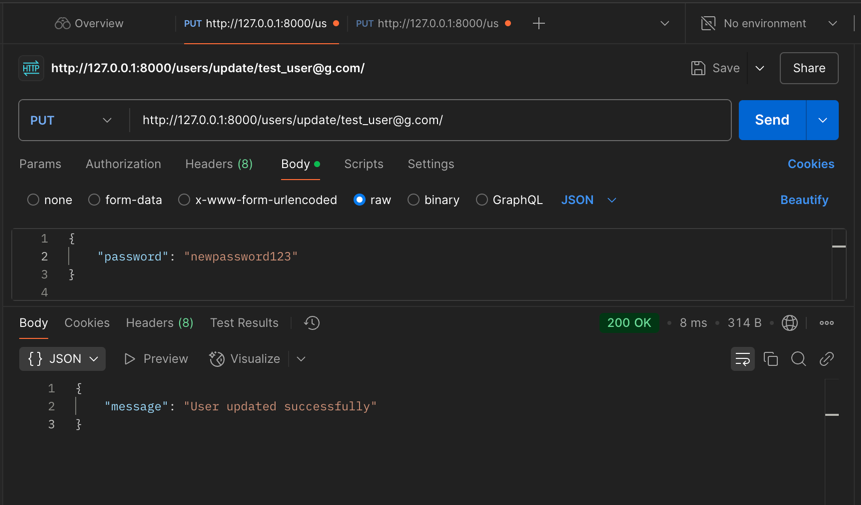 Overview PUT http://127.0.0.1:8000/us PUT http://127.0.0.1:8000/us No environment
HTTP http://127.0.0.1:8000/users/update/test_user@g.com/ Save Share
PUT http://127.0.0.1:8000/users/update/test_user@g.com/ Send
Params Authorization Headers (8) Body Scripts Settings Cookies
none form-data x-www-form-urlencoded raw binary GraphQL JSON Beautify
1 {
2 "password": "newpassword123"
3 }
4
Body Cookies Headers (8) Test Results 200 OK 8 ms 314 B
{} JSON Preview Visualize
1 {
2 "message": "User updated successfully"
3 }